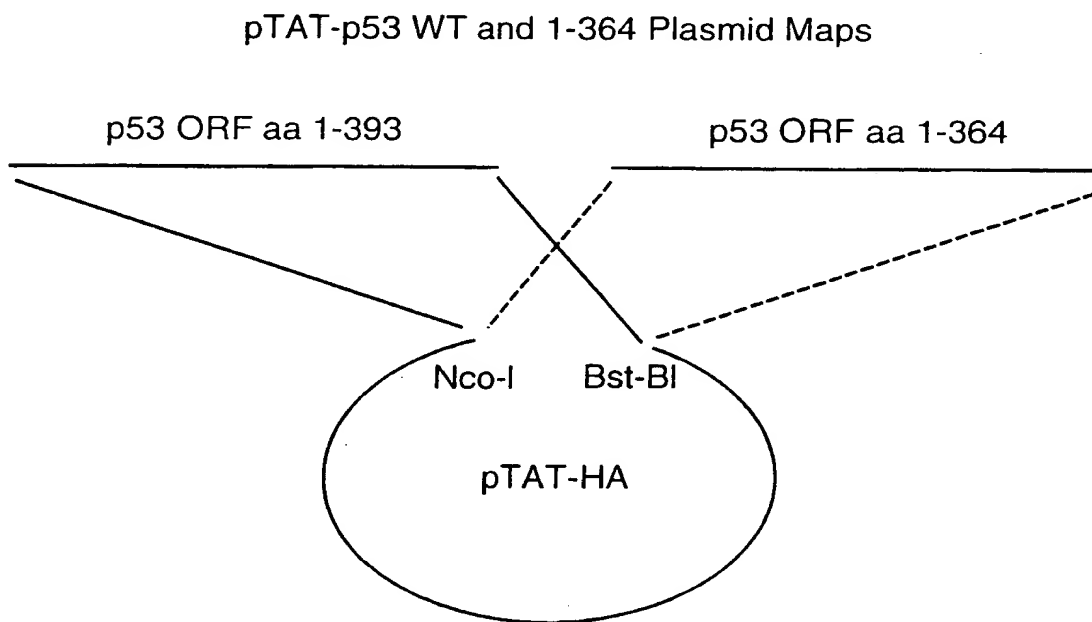 pTAT-p53 WT and 1-364 Plasmid Maps
p53 ORF aa 1-393
p53 ORF aa 1-364
Nco-I
Bst-BI
pTAT-HA